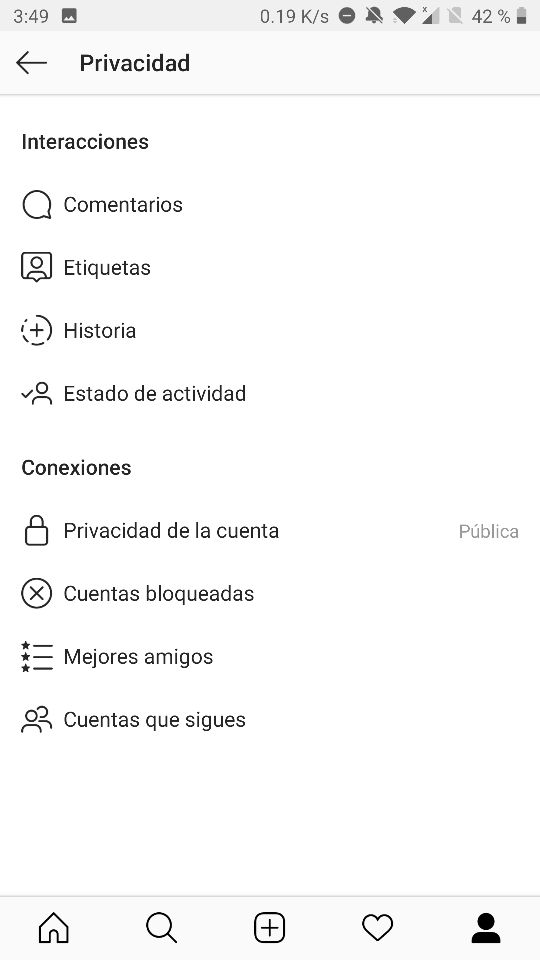 3:49 0.19 K/s 42 %
Privacidad
Interacciones
Comentarios
Etiquetas
Historia
Estado de actividad
Conexiones
Privacidad de la cuenta Pública
Cuentas bloqueadas
Mejores amigos
Cuentas que sigues